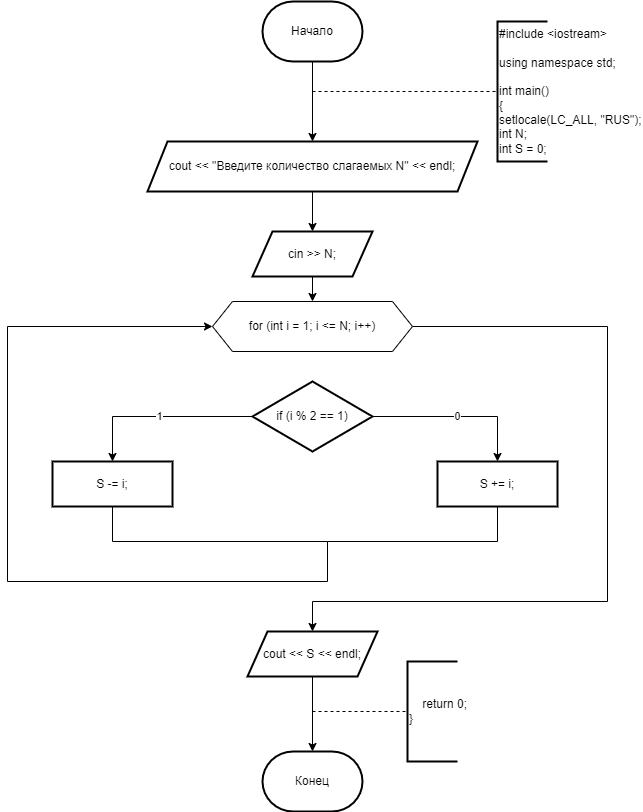 Начало
#include <iostream>
using namespace std;
int main()
{
setlocale(LC_ALL, "RUS");
int N;
int S = 0;
cout << "Введите количество слагаемых N" << endl;
cin >> N;
for (int i = 1; i <= N; i++)
if (i % 2 == 1)
1
0
S -= i;
S += i;
cout << S << endl;
return 0;
}
Конец